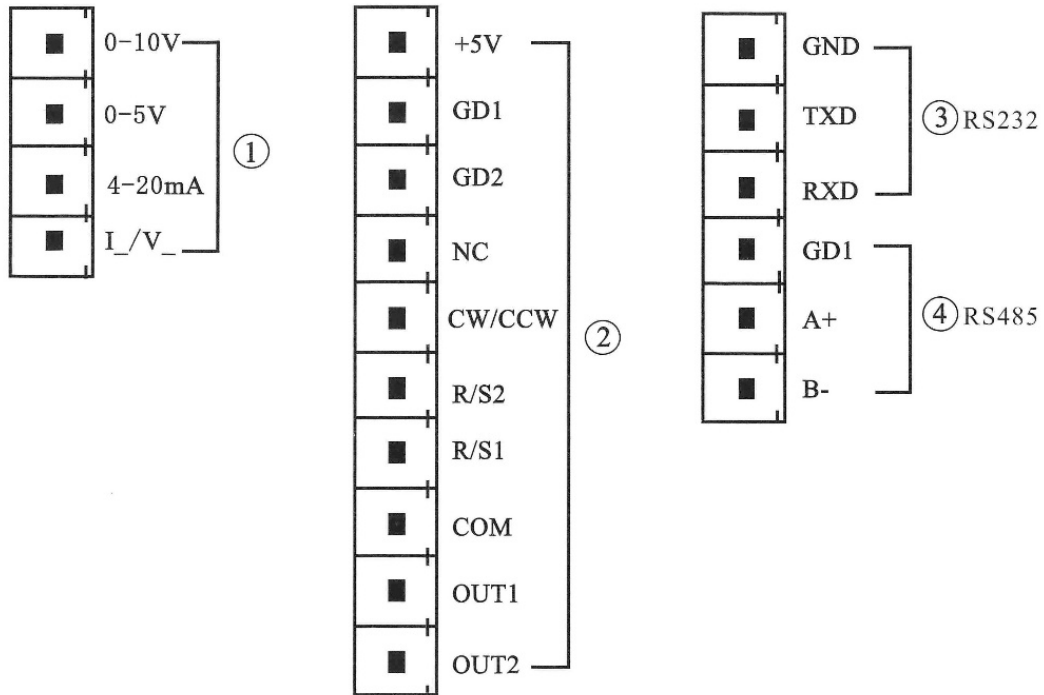 0-10V
0-5V
4-20mA
I_/V_
①
+5V
GD1
GD2
NC
CW/CCW
R/S2
R/S1
COM
OUT1
OUT2
②
GND
TXD
RXD
③RS232
GD1
A+
B-
④RS485